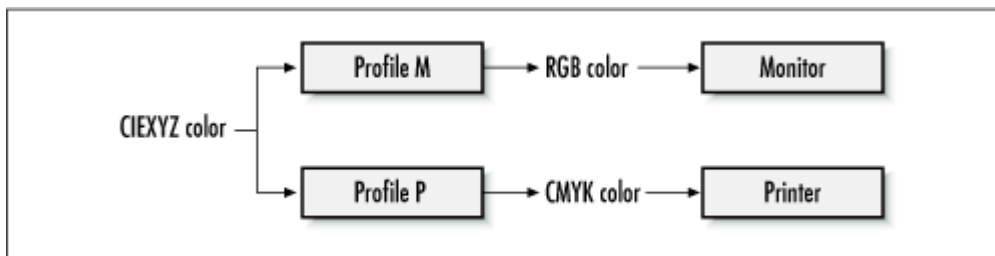 Profile M
RGB color
Monitor
CIEXYZ color
Profile P
CMYK color
Printer